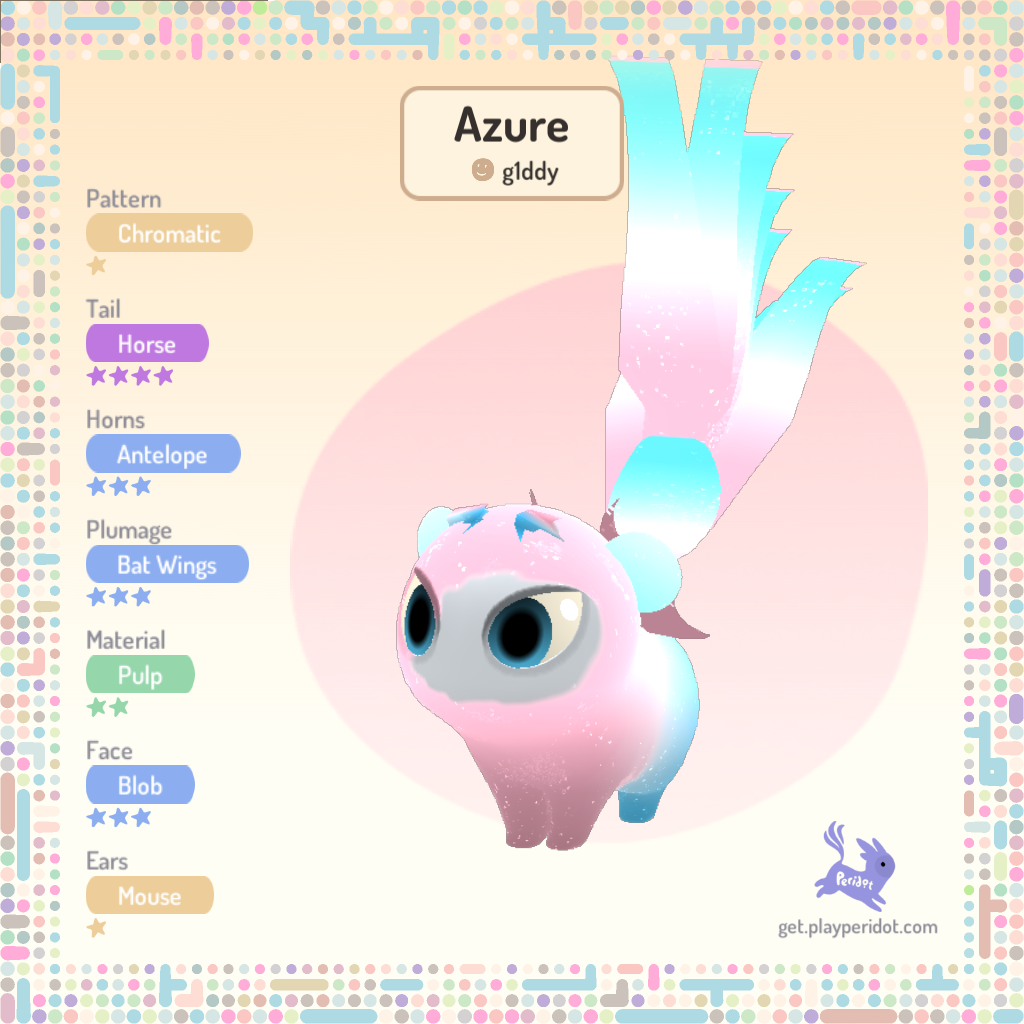 Azure
g1ddy
Pattern
Chromatic
Tail
Horse
Horns
Antelope
Plumage
Bat Wings
Material
Pulp
Face
Blob
Ears
Mouse
Peridot
get.playperidot.com